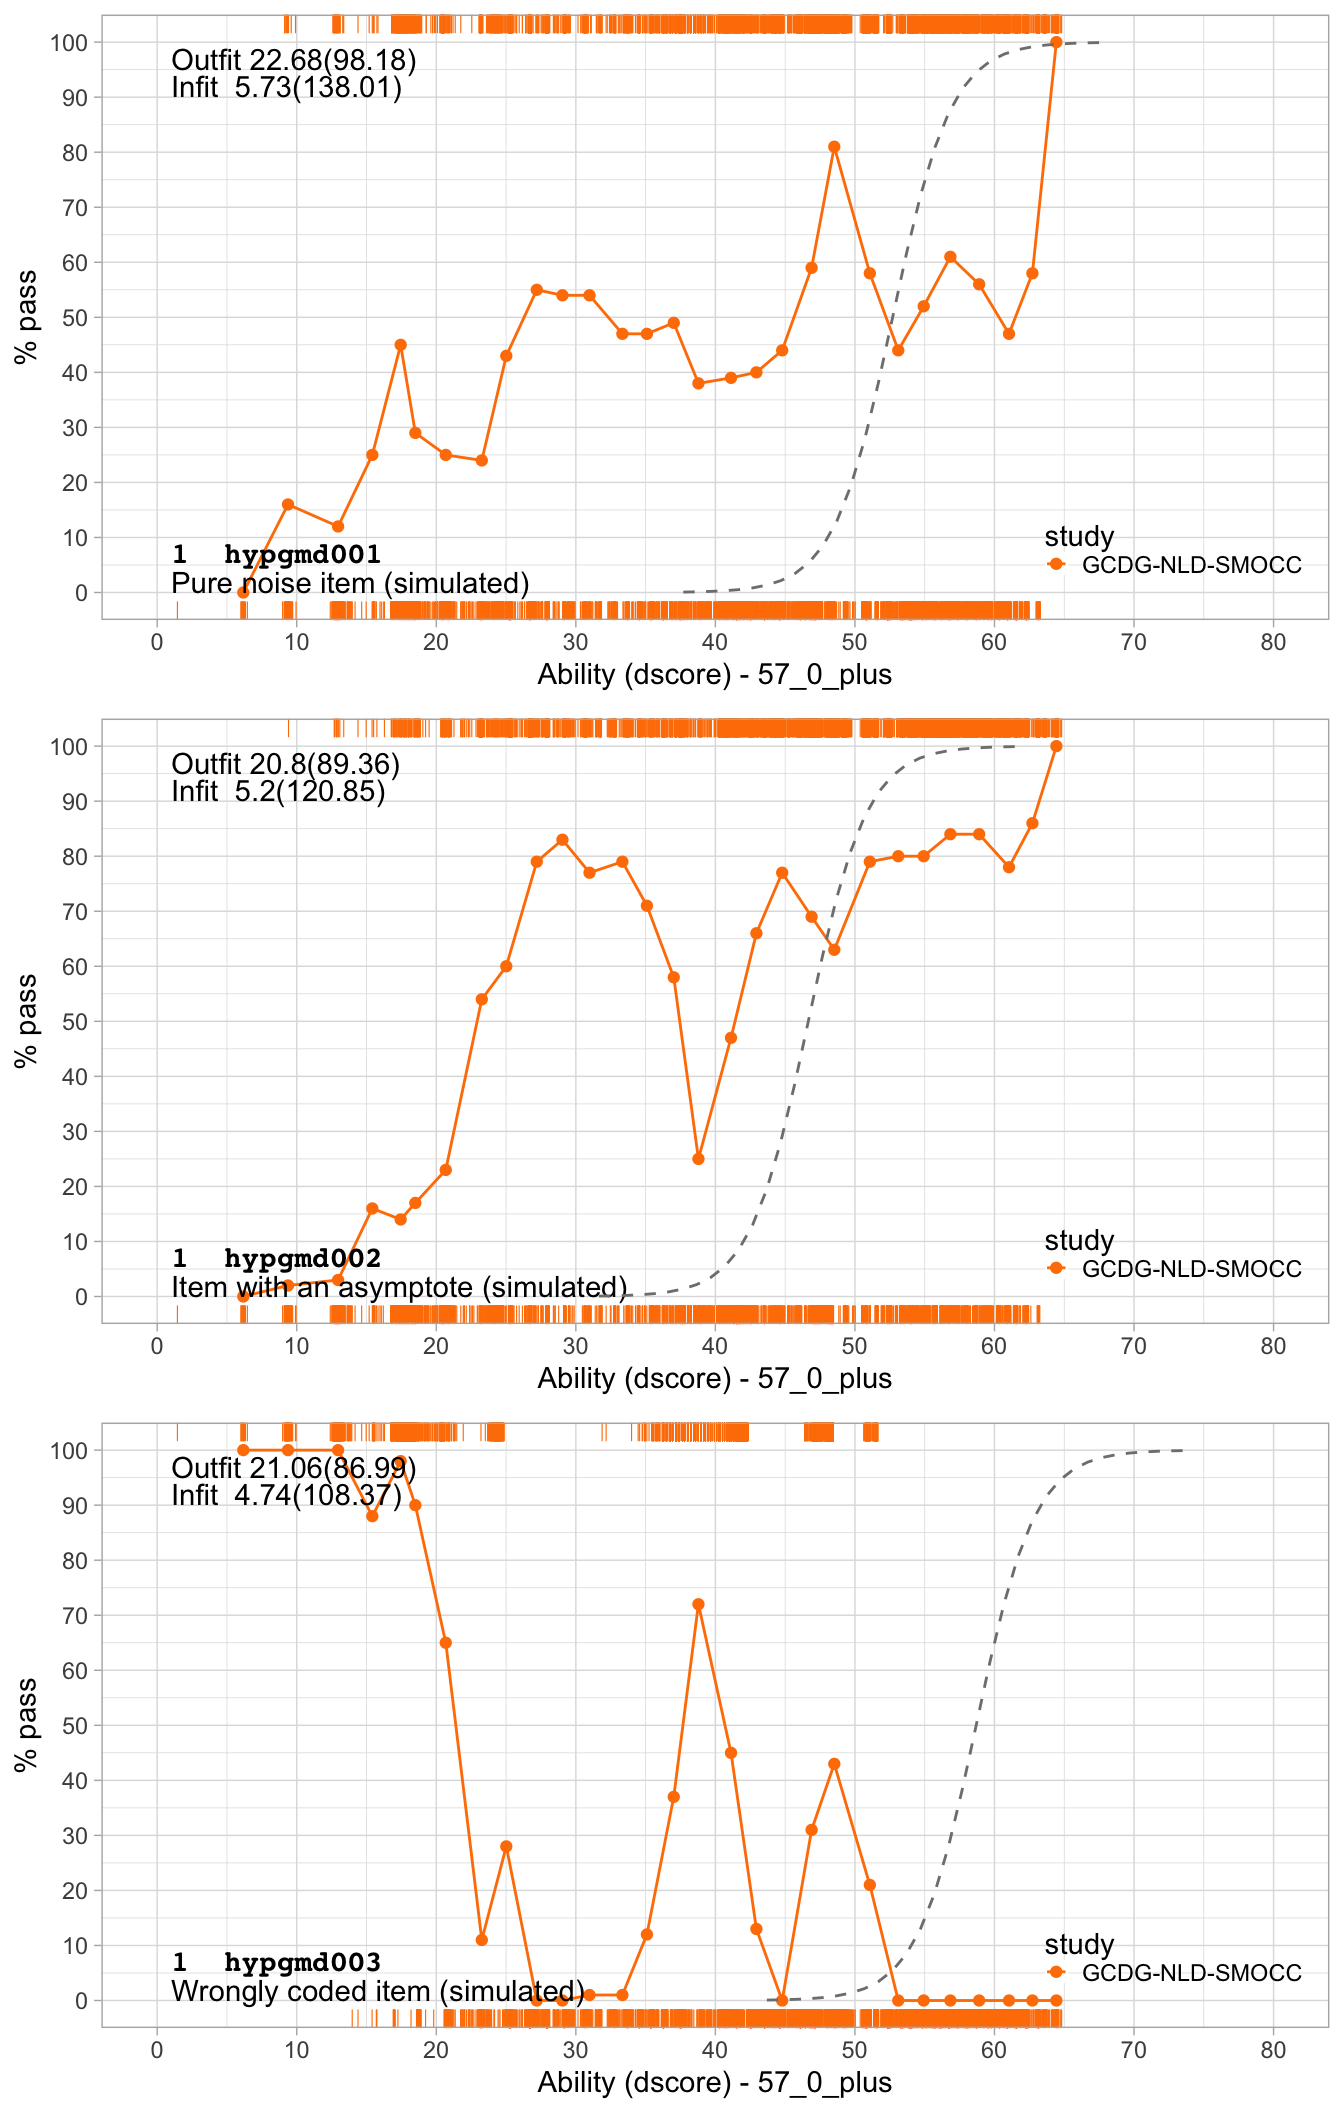 100
90
80
70
60
50
40
30
20
10
0
% pass
Outfit 22.68(98.18)
Infit 5.73(138.01)
1 hypgmd001
Pure noise item (simulated)
study
GCDG-NLD-SMOCC
0 10 20 30 40 50 60 70 80
Ability (dscore) - 57_0_plus
100
90
80
70
60
50
40
30
20
10
0
% pass
Outfit 20.8(89.36)
Infit 5.2(120.85)
1 hypgmd002
Item with an asymptote (simulated)
study
GCDG-NLD-SMOCC
0 10 20 30 40 50 60 70 80
Ability (dscore) - 57_0_plus
100
90
80
70
60
50
40
30
20
10
0
% pass
Outfit 21.06(86.99)
Infit 4.74(108.37)
1 hypgmd003
Wrongly coded item (simulated)
study
GCDG-NLD-SMOCC
0 10 20 30 40 50 60 70 80
Ability (dscore) - 57_0_plus